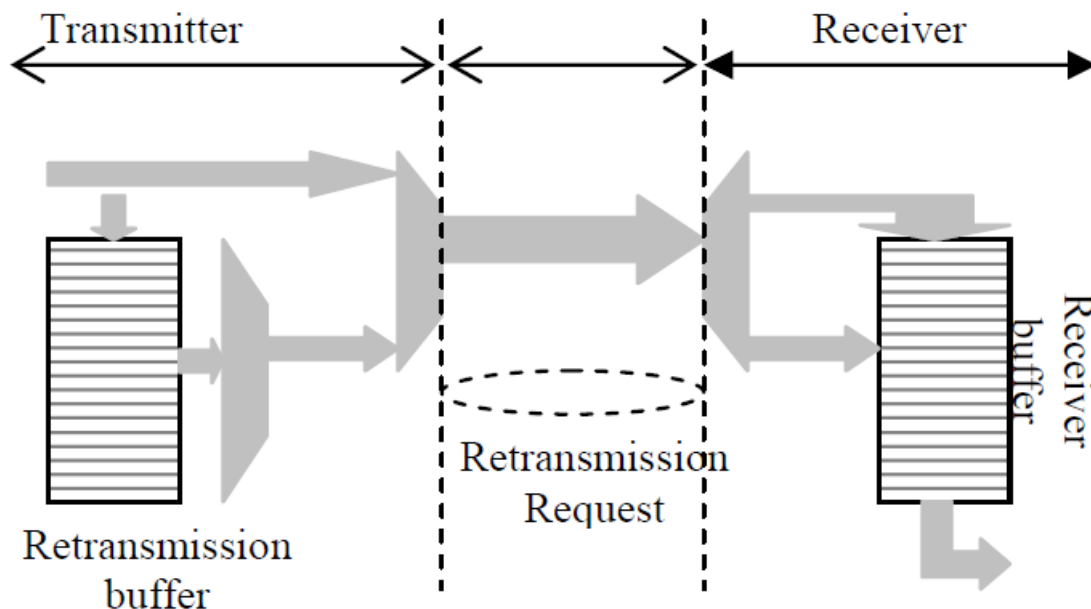 Transmitter
Receiver
Retransmission
Request
Retransmission
buffer
Receiver
buffer